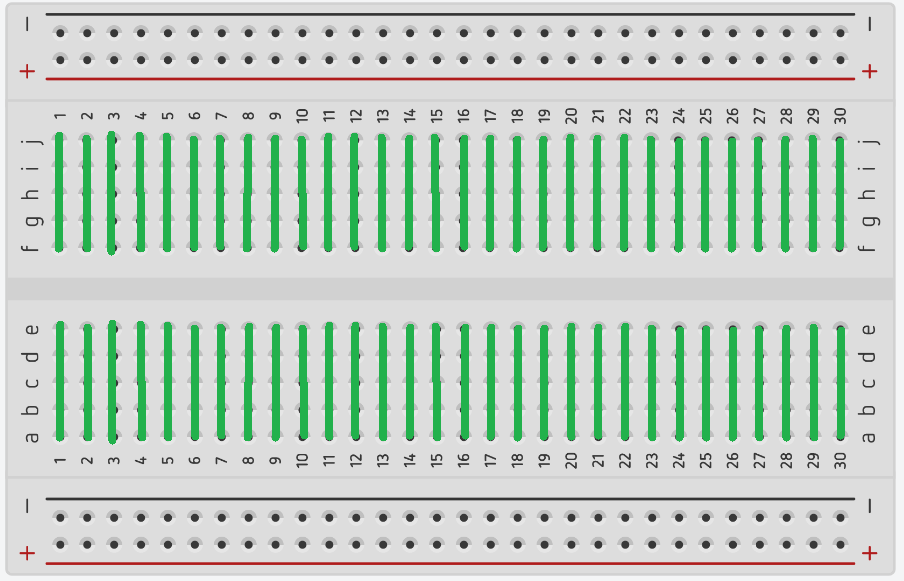 − −
+ +
1 2 3 4 5 6 7 8 9 10 11 12 13 14 15 16 17 18 19 20 21 22 23 24 25 26 27 28 29 30
j j
i i
h h
g g
f f
e e
d d
c c
b b
a a
1 2 3 4 5 6 7 8 9 10 11 12 13 14 15 16 17 18 19 20 21 22 23 24 25 26 27 28 29 30
− −
+ +